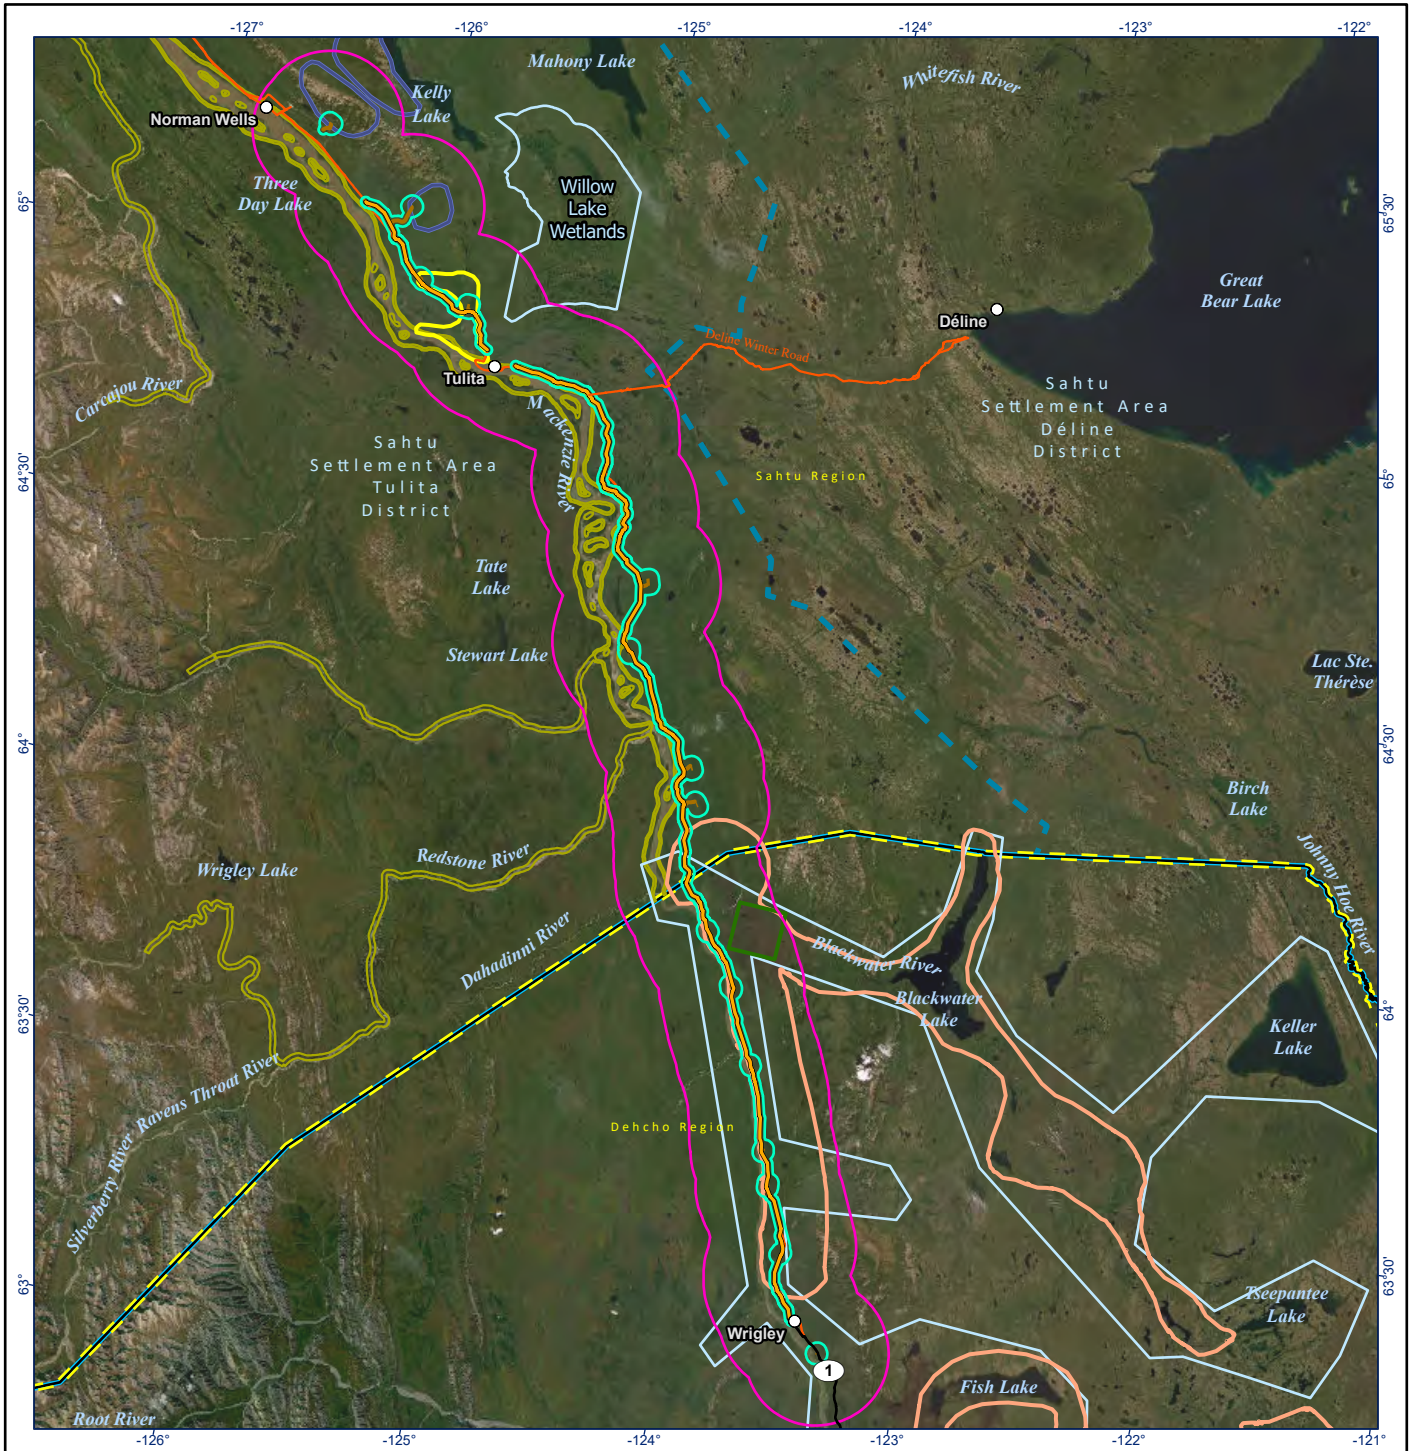 -127°
-126°
-125°
-124°
-123°
-122°
Mahony Lake
Whitefish River
Kelly
Lake
Norman Wells
Three
Day Lake
Willow
Lake
Wetlands
65°
65°30'
Great
Bear Lake
Déline
Deline Winter Road
Tulita
Carcajou River
Mackenzie River
Sahtu
Settlement Area
Déline
District
Sahtu
Settlement Area
Tulita
District
Sahtu Region
64°30'
65°
Tate
Lake
Stewart Lake
Lac Ste.
Thérèse
64°
64°30'
Birch
Lake
Johnny Hoe River
Redstone River
Wrigley Lake
Dahadinni River
Blackwater River
Blackwater
Lake
63°30'
64°
Keller
Lake
Silverberry River
Ravens Throat River
Dehcho Region
63°
63°30'
Tseepantee
Lake
Wrigley
1
Fish Lake
Root River
-126°
-125°
-124°
-123°
-122°
-121°